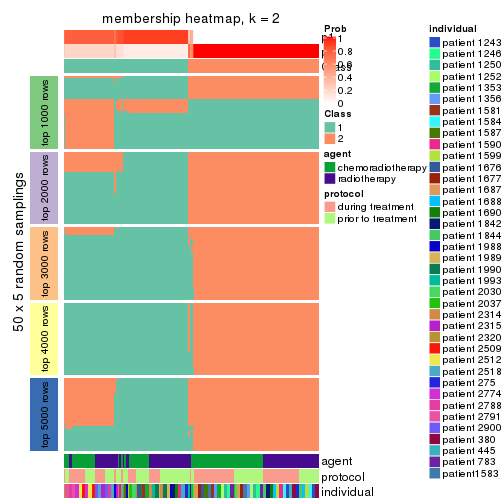 membership heatmap, k = 2
50 x 5 random samplings
top 1000 rows
top 2000 rows
top 3000 rows
top 4000 rows
top 5000 rows
agent
protocol
individual
Prob
1
0.8
0.6
0.4
0.2
0
Class
1
2
agent
chemoradiotherapy
radiotherapy
protocol
during treatment
prior to treatment
individual
patient 1243
patient 1246
patient 1250
patient 1252
patient 1353
patient 1356
patient 1581
patient 1584
patient 1587
patient 1590
patient 1599
patient 1676
patient 1677
patient 1687
patient 1688
patient 1690
patient 1842
patient 1844
patient 1988
patient 1989
patient 1990
patient 1993
patient 2030
patient 2037
patient 2314
patient 2315
patient 2320
patient 2509
patient 2512
patient 2518
patient 275
patient 2774
patient 2788
patient 2791
patient 2900
patient 380
patient 445
patient 783
patient1583